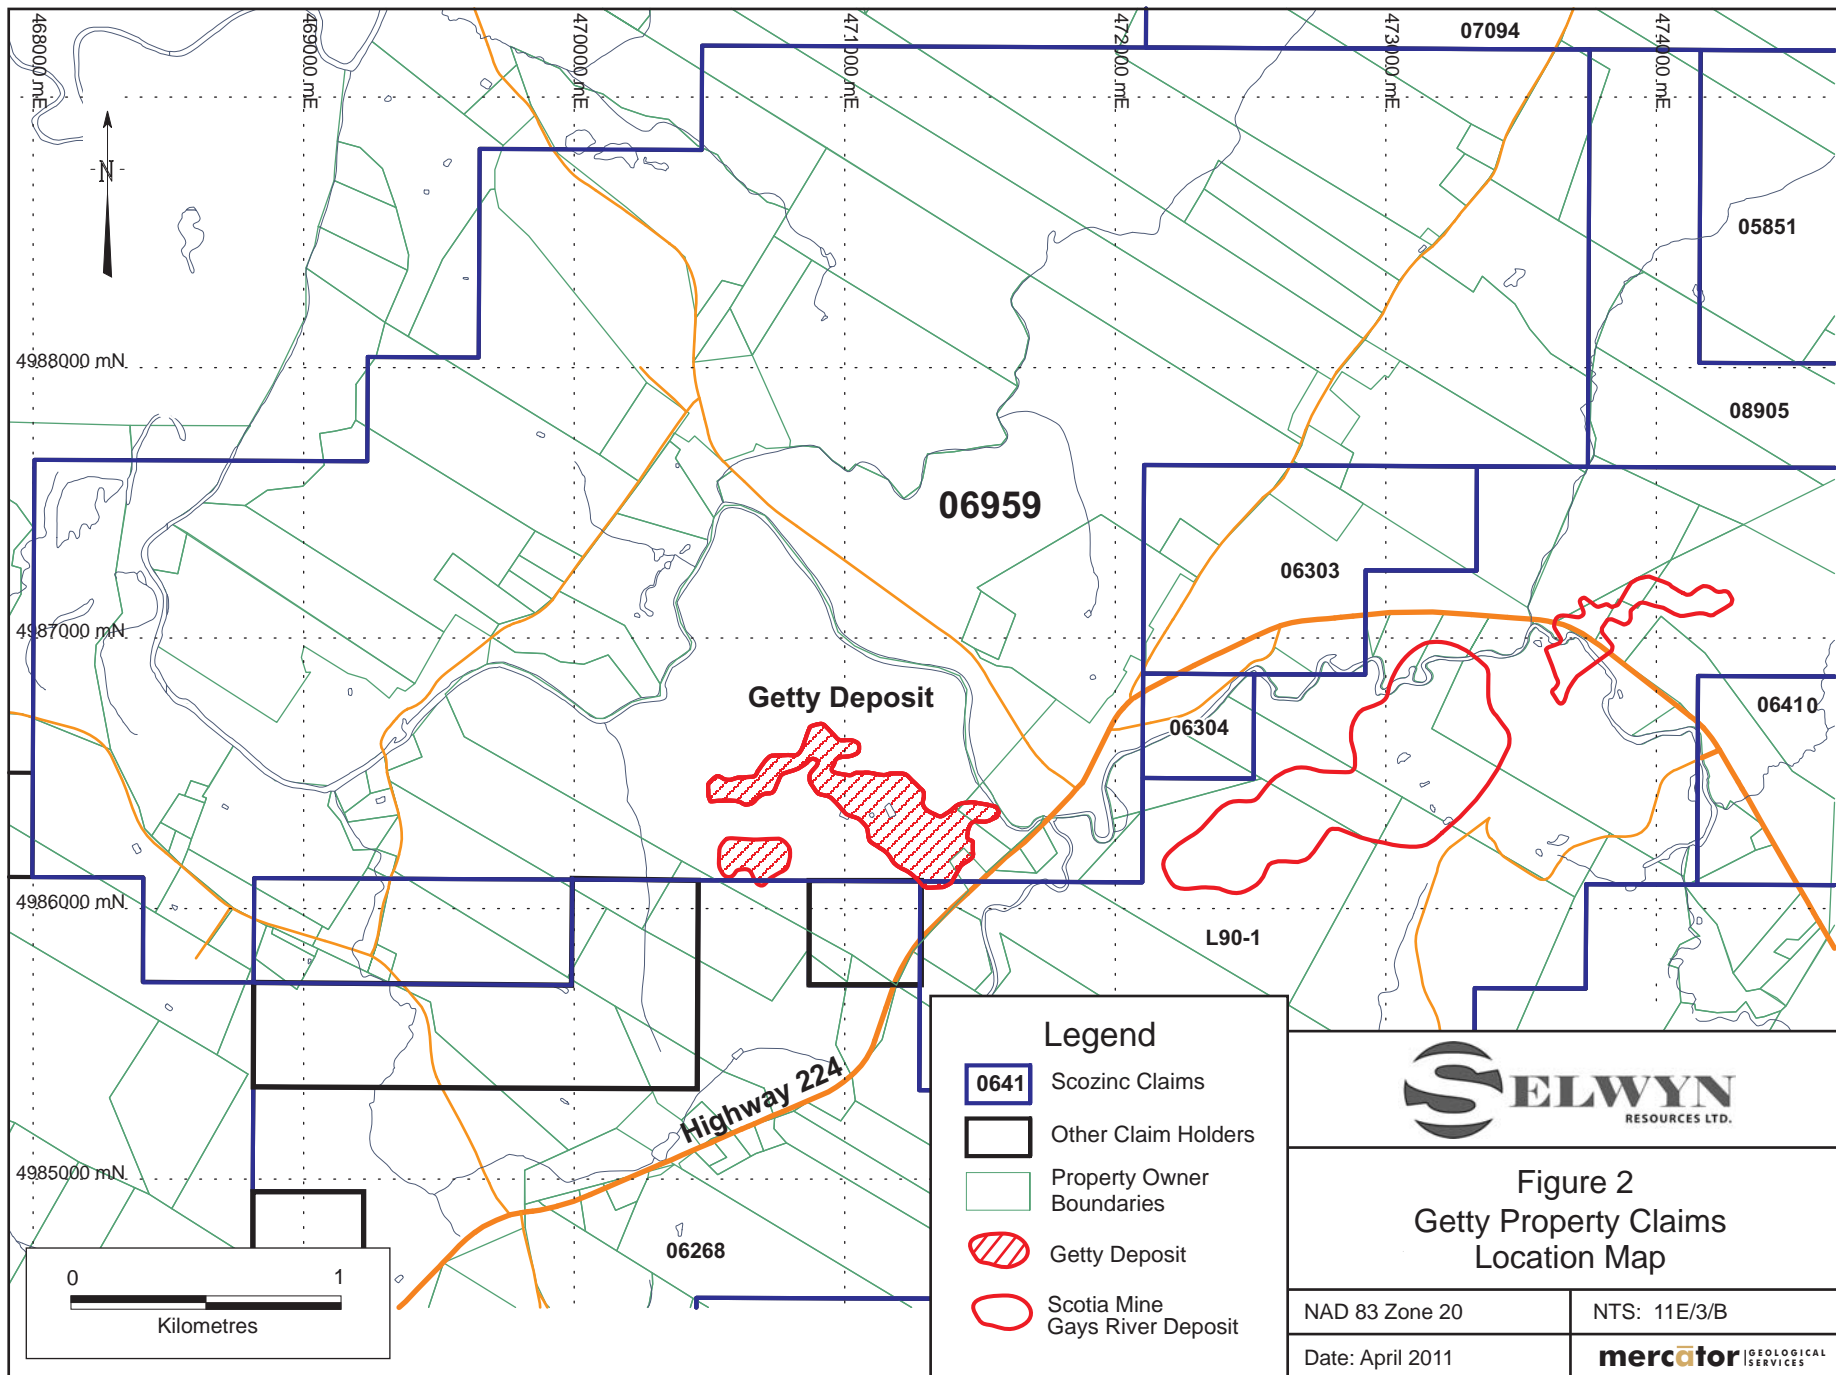 468000 mE
469000 mE
470000 mE
471000 mE
472000 mE
473000 mE
474000 mE
07094
N
05851
4988000 mN
08905
06959
06303
4987000 mN
Getty Deposit
06410
06304
4986000 mN
L90-1
Highway 224
4985000 mN
06268
0
1
Kilometres
Legend
0641
Scozinc Claims
Other Claim Holders
Property Owner
Boundaries
Getty Deposit
Scotia Mine
Gays River Deposit
SELWYN
RESOURCES LTD.
Figure 2
Getty Property Claims
Location Map
NAD 83 Zone 20
NTS: 11E/3/B
Date: April 2011
mercātor GEOLOGICAL
SERVICES